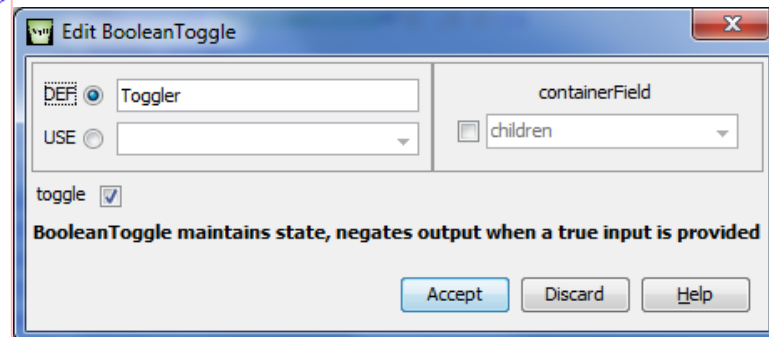 Edit BooleanToggle
DEF Toggler
containerField
USE
children
toggle
BooleanToggle maintains state, negates output when a true input is provided
Accept Discard Help